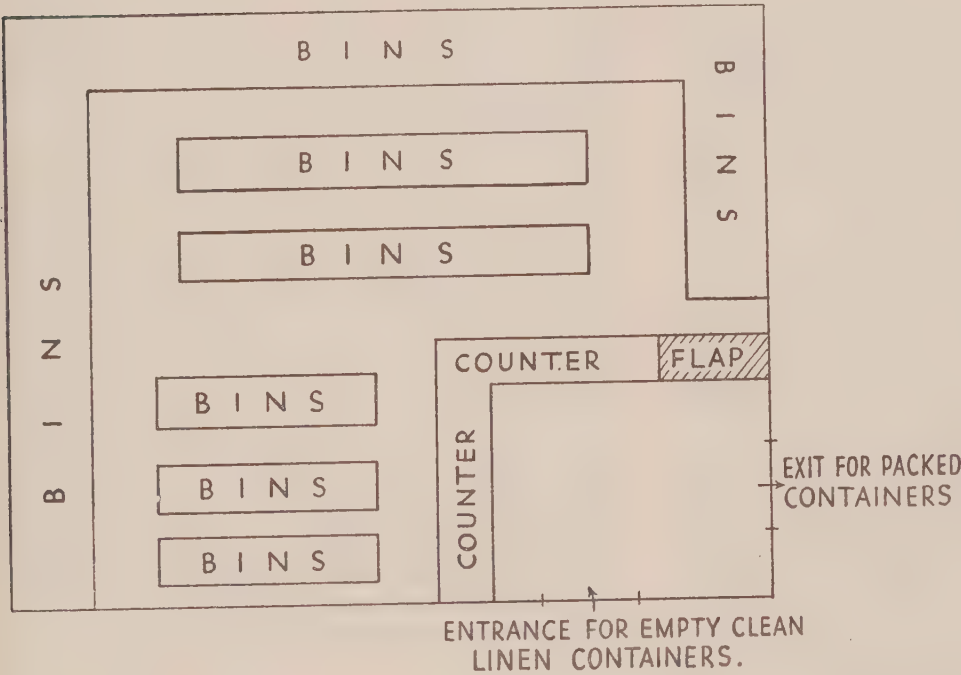 BINS
BINS
BINS
BINS
BINS
COUNTER
FLAP
BINS
BINS
COUNTER
BINS
BINS
EXIT FOR PACKED
CONTAINERS
ENTRANCE FOR EMPTY CLEAN
LINEN CONTAINERS.